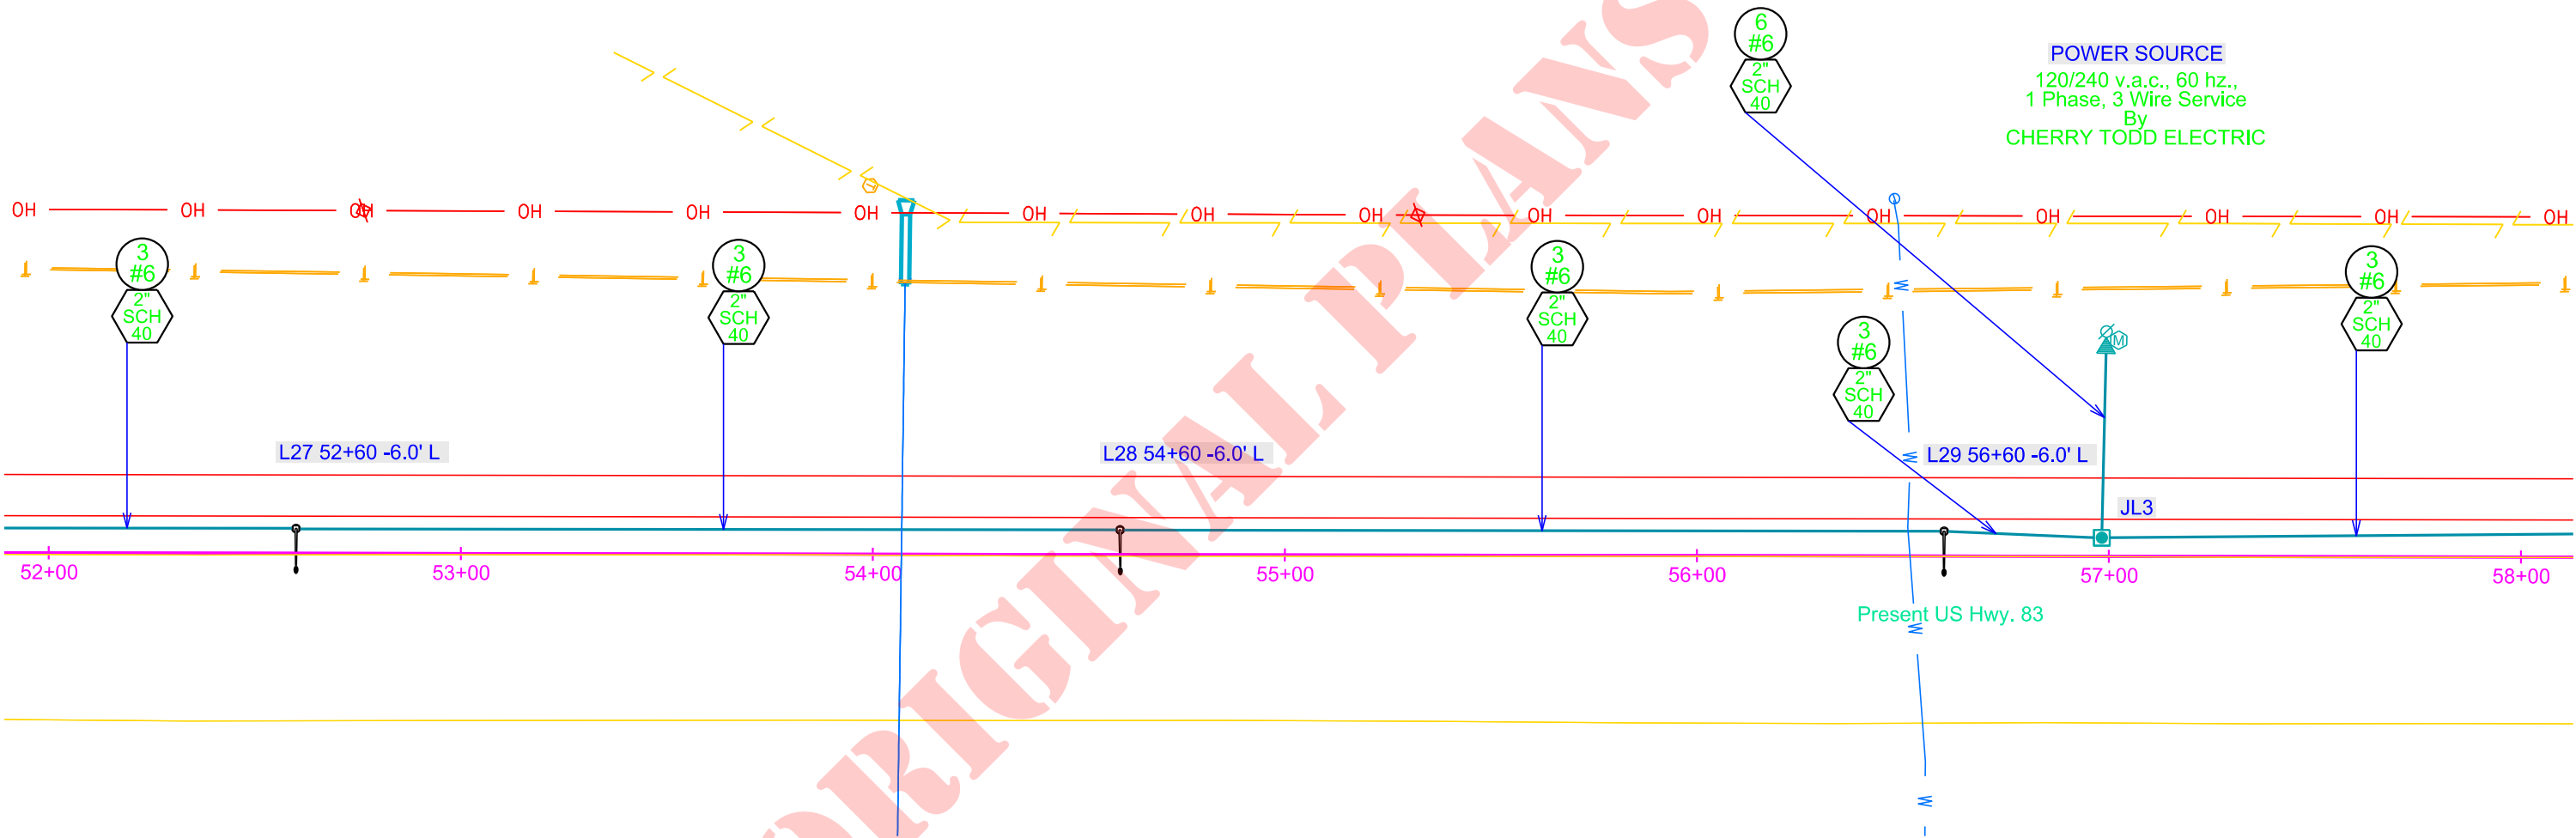 6
#6
2"
SCH
40
POWER SOURCE
120/240 v.a.c., 60 hz.,
1 Phase, 3 Wire Service
By
CHERRY TODD ELECTRIC
OH OH OH OH OH OH OH OH OH OH OH OH OH OH OH OH
3
#6
2"
SCH
40
3
#6
2"
SCH
40
3
#6
2"
SCH
40
3
#6
2"
SCH
40
3
#6
2"
SCH
40
W
M
L27 52+60 -6.0' L
L28 54+60 -6.0' L
W
L29 56+60 -6.0' L
JL3
52+00 53+00 54+00 55+00 56+00 57+00 58+00
Present US Hwy. 83
W
W
ORIGINAL PLANS